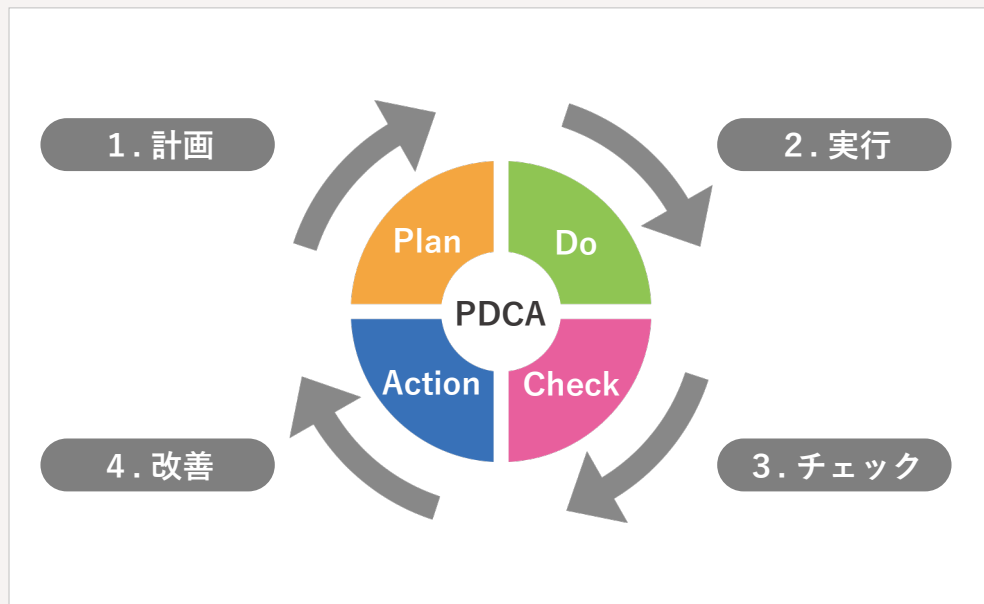 1. 計画
2. 実行
Plan
Do
PDCA
Action
Check
4. 改善
3. チェック